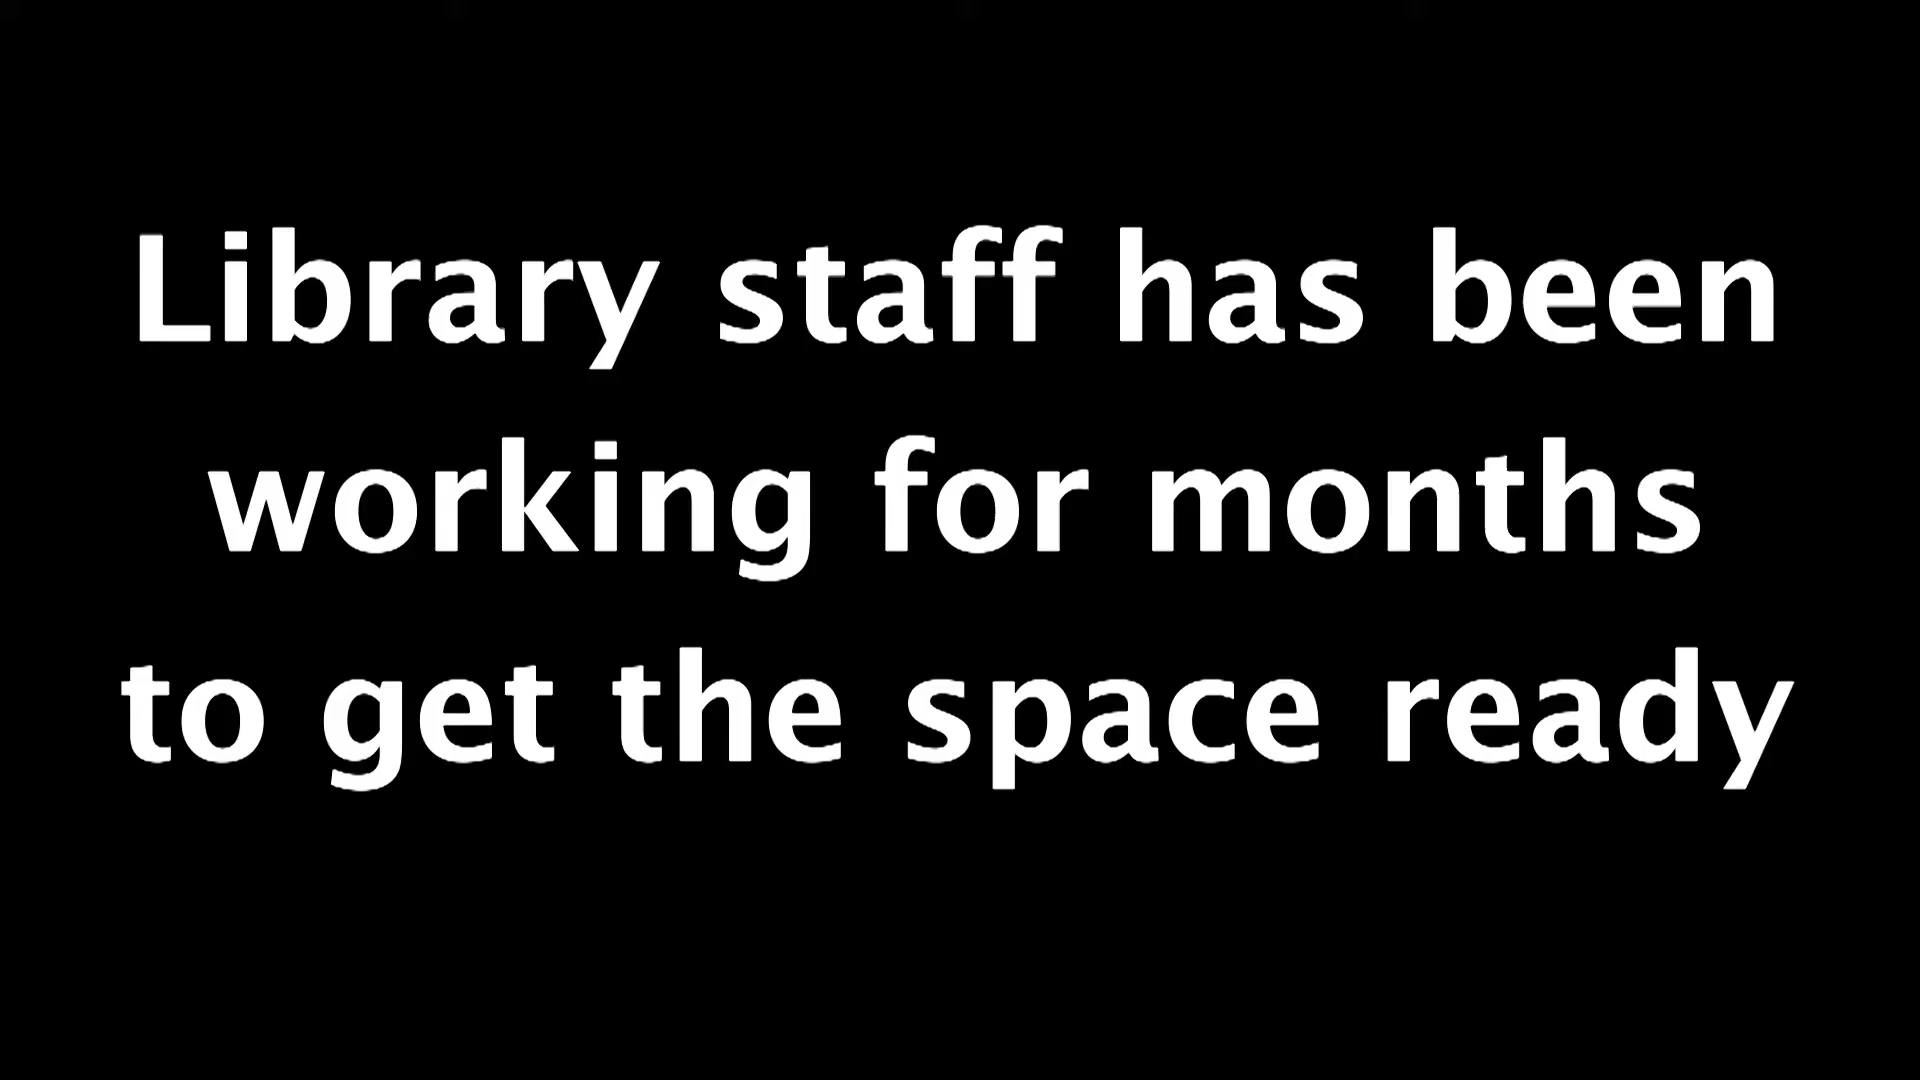 Library staff has been
working for months
to get the space ready